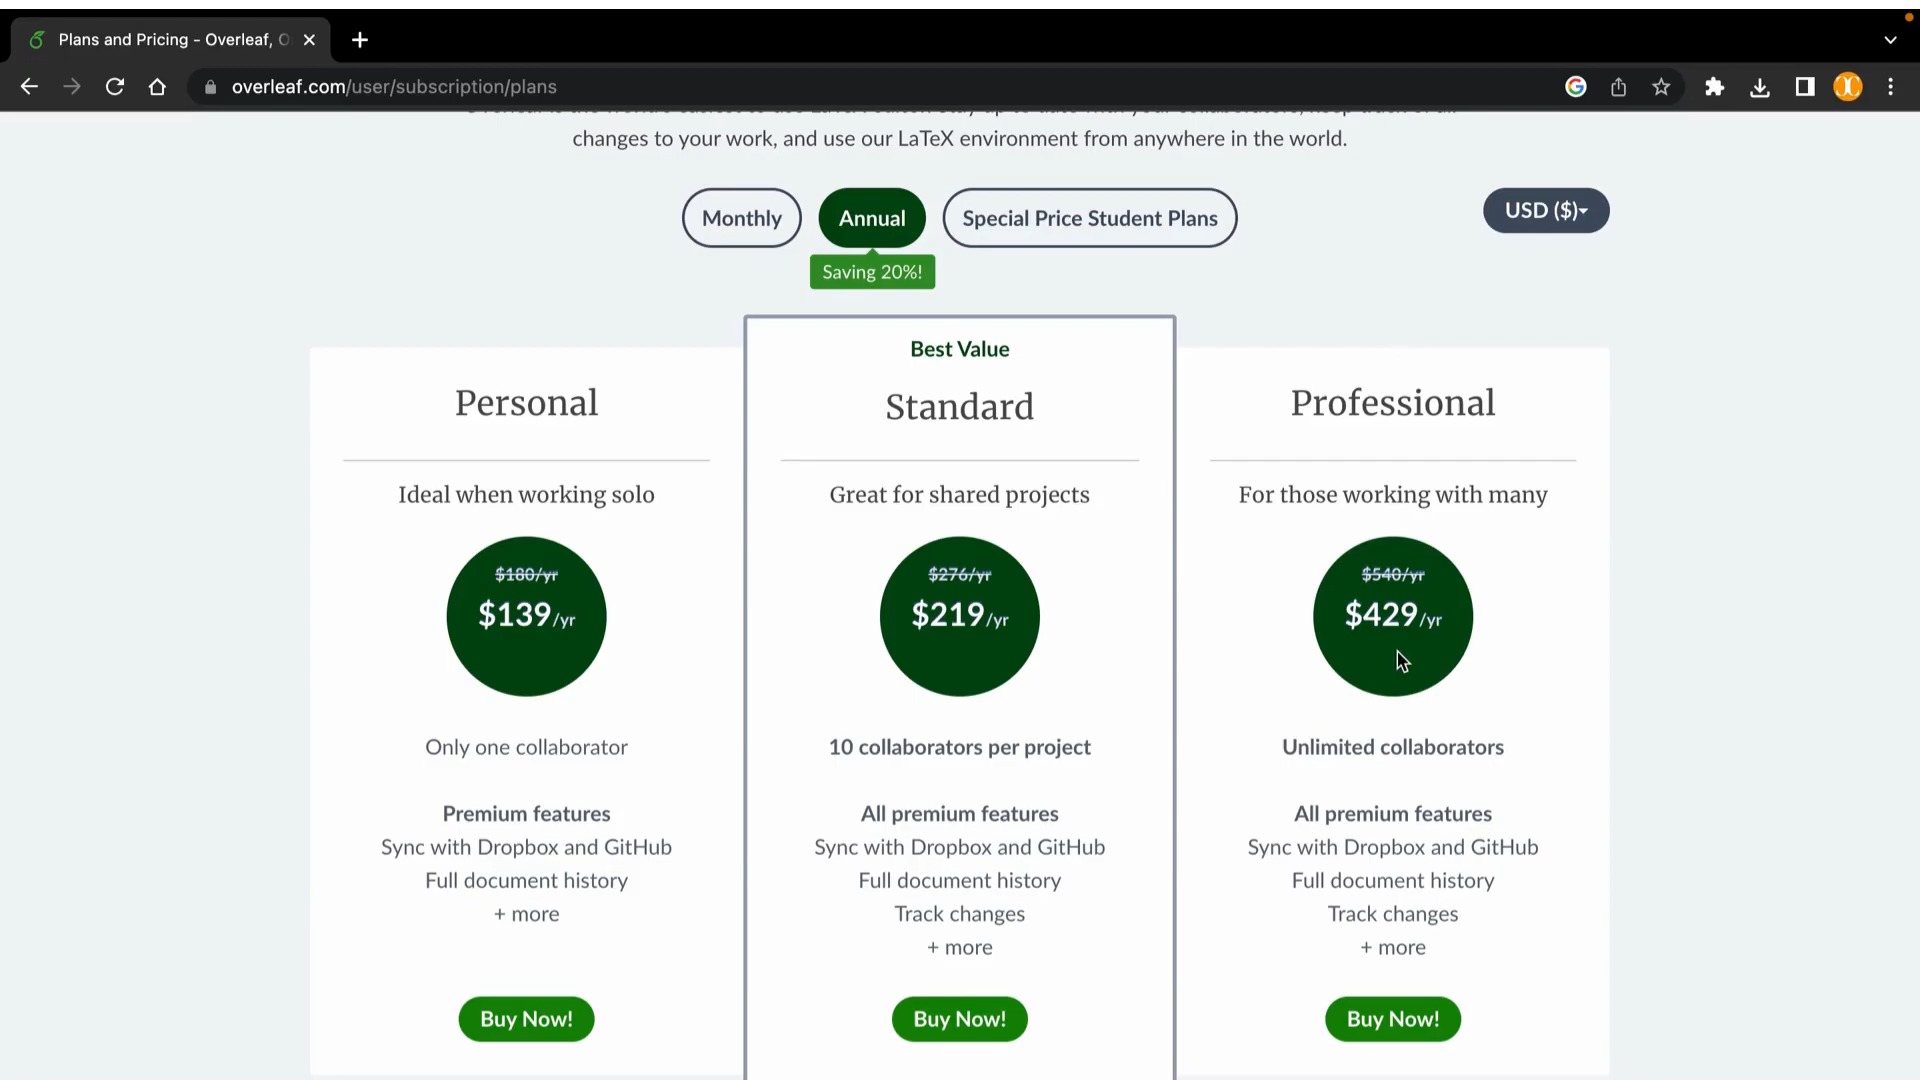 Plans and Pricing - Overleaf, O
overleaf.com/user/subscription/plans
changes to your work, and use our LaTeX environment from anywhere in the world.
Monthly
Annual
Special Price Student Plans
USD ($)
Saving 20%!
Best Value
Personal
Standard
Professional
Ideal when working solo
Great for shared projects
For those working with many
$180/yr
$276/yr
$540/yr
$139/yr
$219/yr
$429/yr
Only one collaborator
10 collaborators per project
Unlimited collaborators
Premium features
All premium features
All premium features
Sync with Dropbox and GitHub
Sync with Dropbox and GitHub
Sync with Dropbox and GitHub
Full document history
Full document history
Full document history
+ more
Track changes
Track changes
+ more
+ more
Buy Now!
Buy Now!
Buy Now!